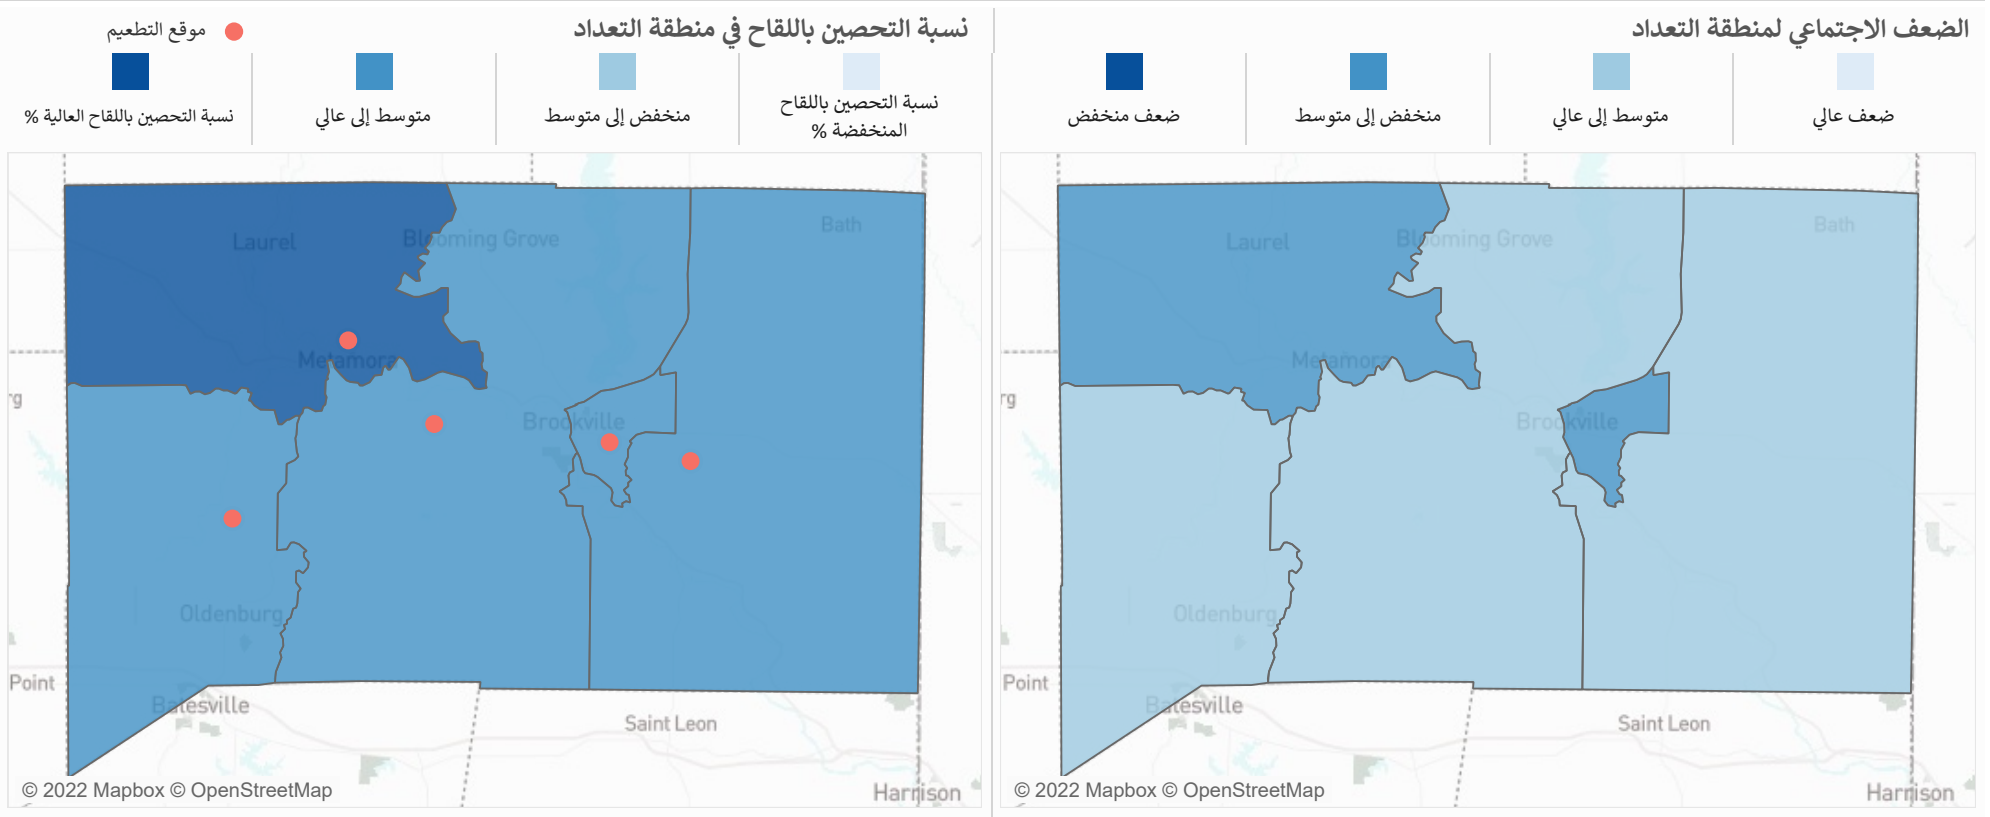 الضعف الاجتماعي لمنطقة التعداد
ضعف عالي
متوسط إلى عالي
منخفض إلى متوسط
ضعف منخفض
Laurel
Blooming Grove
Bath
Metamora
rg
Brookville
Oldenburg
Point
Batesville
Saint Leon
© 2022 Mapbox © OpenStreetMap
Harrison
نسبة التحصين باللقاح في منطقة التعداد
موقع التطعيم
نسبة التحصين باللقاح
المنخفضة %
منخفض إلى متوسط
متوسط إلى عالي
نسبة التحصين باللقاح العالية %
Laurel
Blooming Grove
Bath
Metamora
rg
Brookville
Oldenburg
Point
Batesville
Saint Leon
© 2022 Mapbox © OpenStreetMap
Harrison